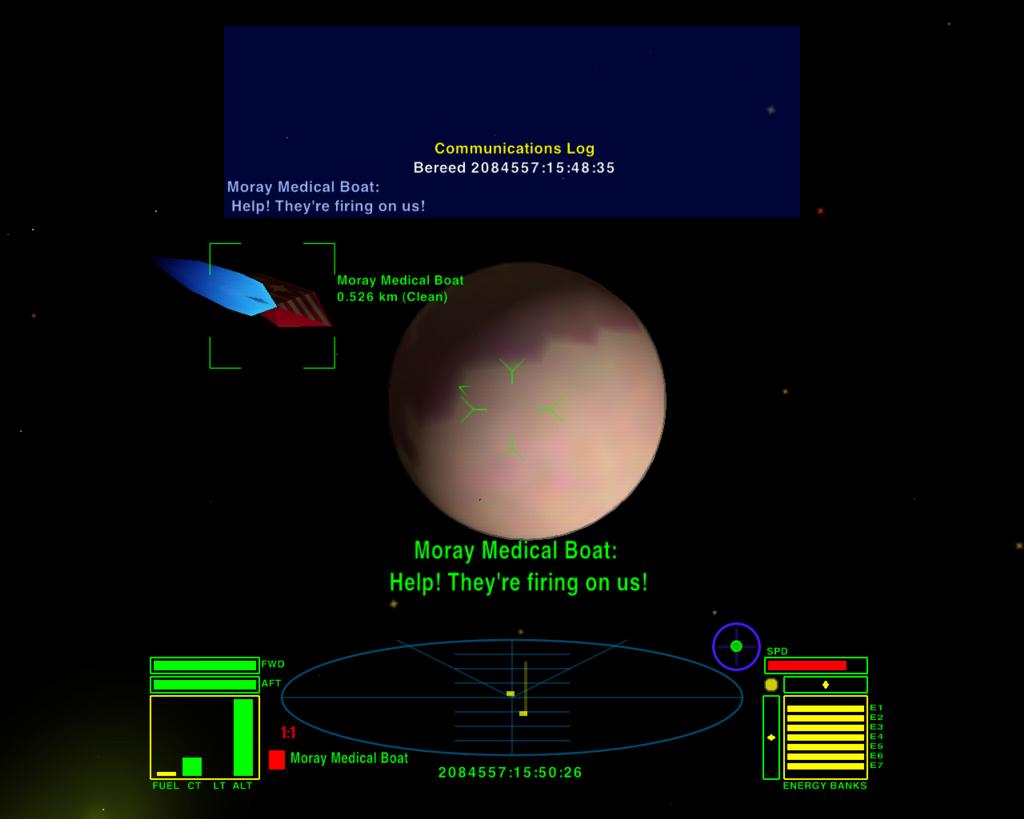 Communications Log
Bereed 2084557:15:48:35
Moray Medical Boat:
Help! They're firing on us!
Moray Medical Boat
0.526 km (Clean)
Moray Medical Boat:
Help! They're firing on us!
FWD
AFT
FUEL CT LT ALT
1:1
Moray Medical Boat
2084557:15:50:26
SPD
E1
E2
E3
E4
E5
E6
E7
ENERGY BANKS